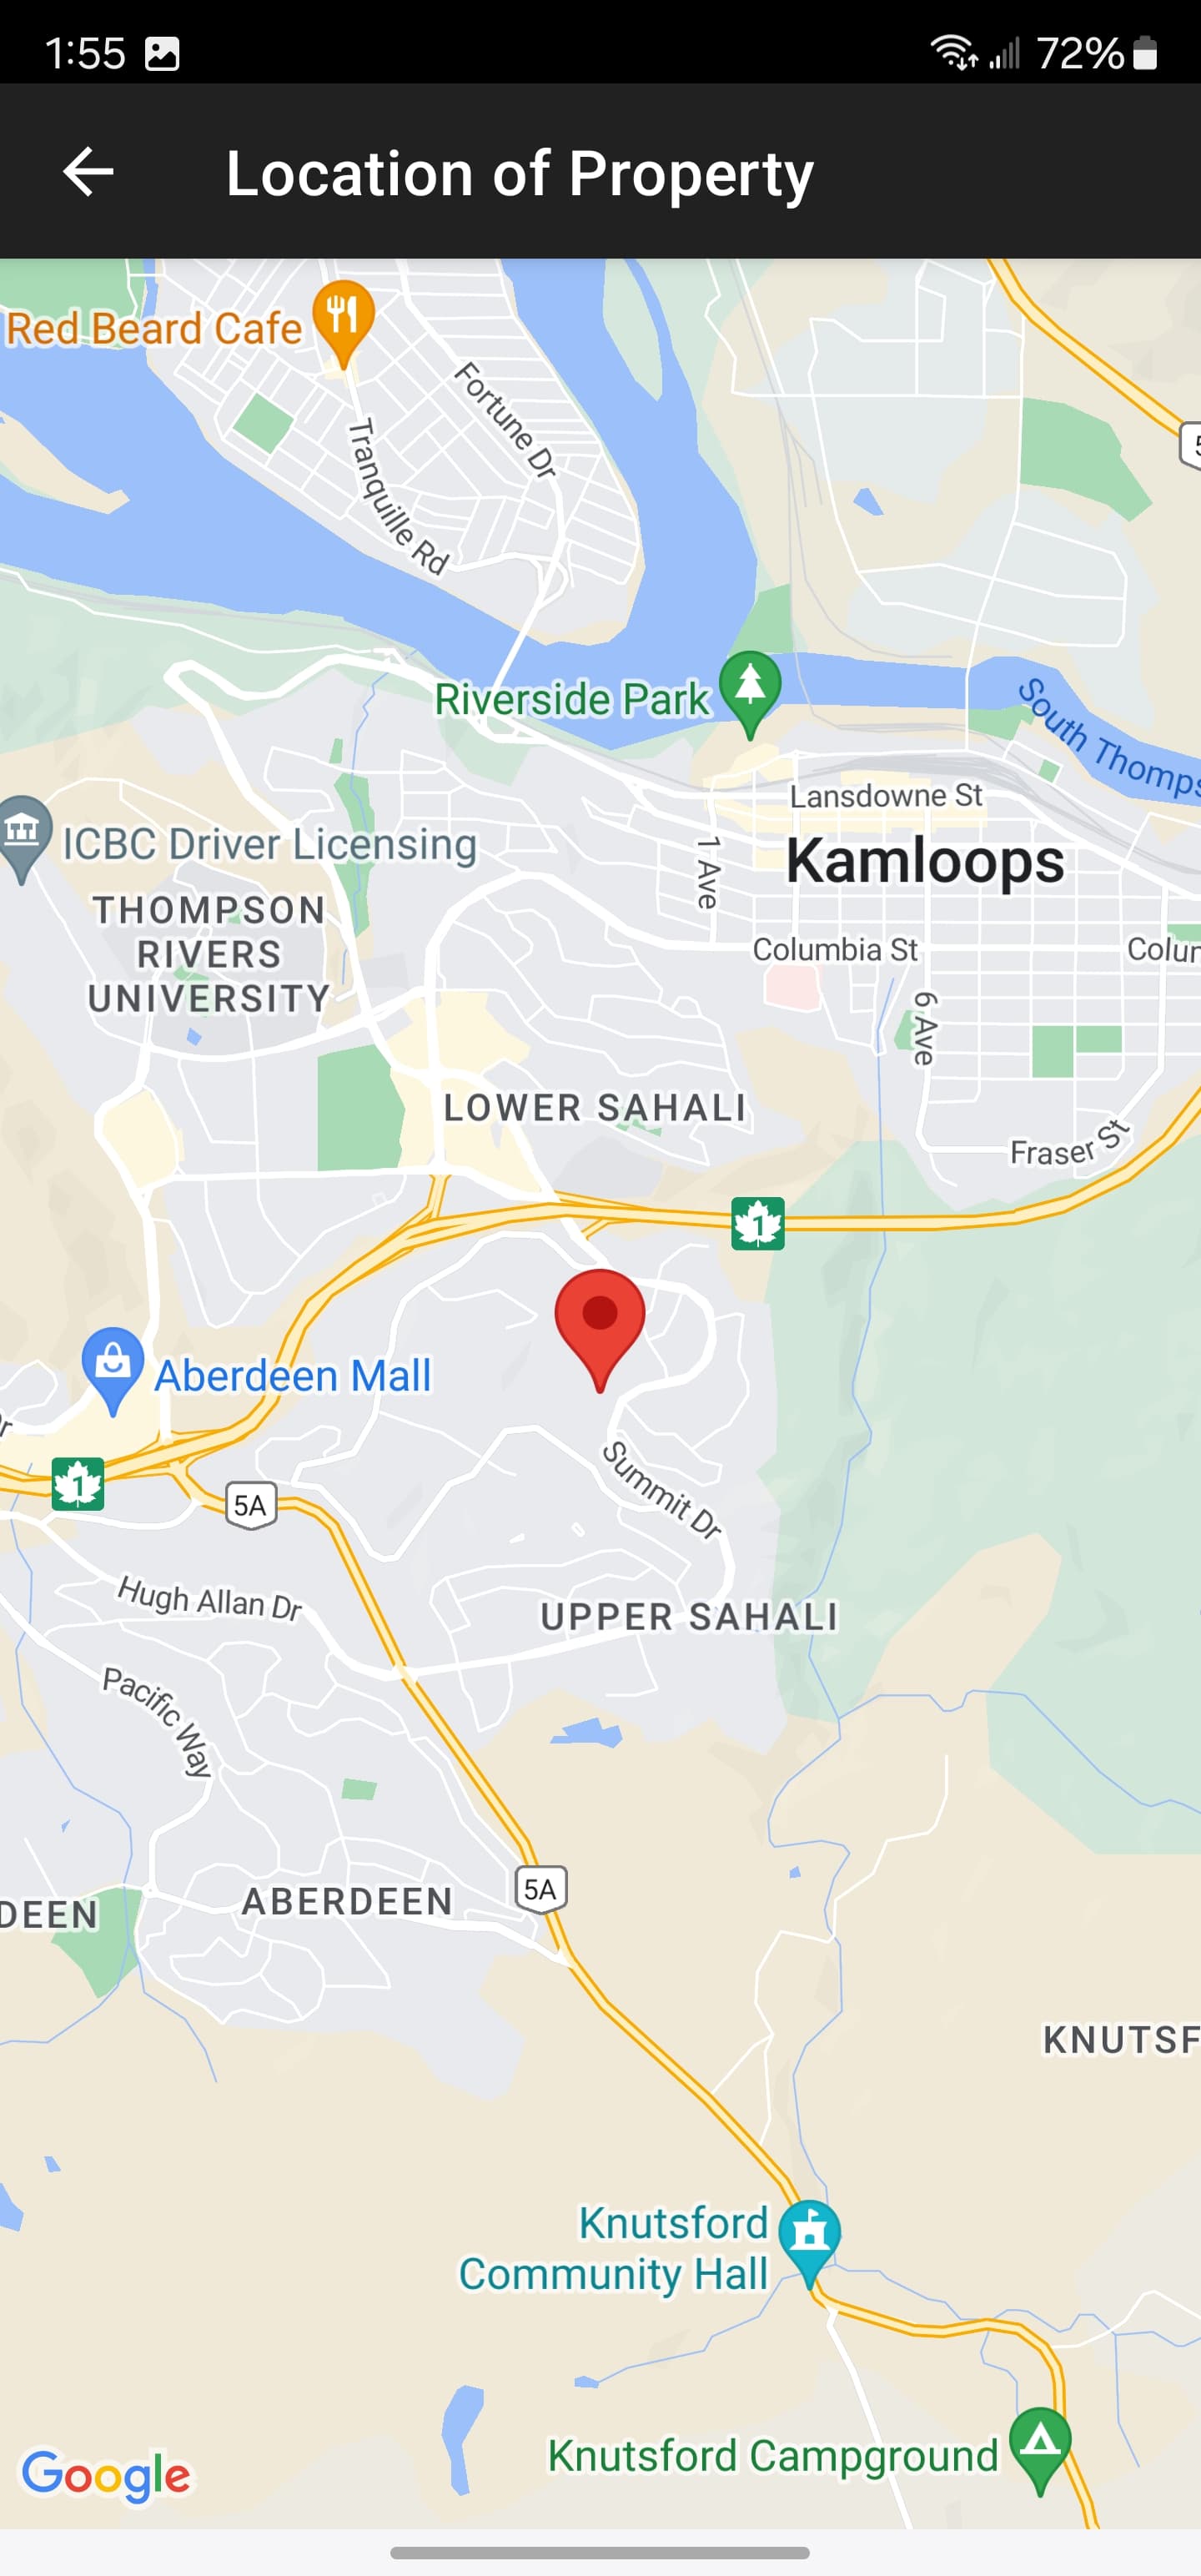 1:55
72%
Location of Property
Red Beard Cafe
Fortune Dr
Tranquille Rd
5
Riverside Park
South Thomps
Lansdowne St
ICBC Driver Licensing
1 Ave
Kamloops
THOMPSON
RIVERS
UNIVERSITY
Columbia St
Colur
6 Ave
LOWER SAHALI
Fraser St
1
Aberdeen Mall
1
5A
Summit Dr
Hugh Allan Dr
UPPER SAHALI
Pacific Way
5A
DEEN
ABERDEEN
KNUTSF
Knutsford
Community Hall
Knutsford Campground
Google